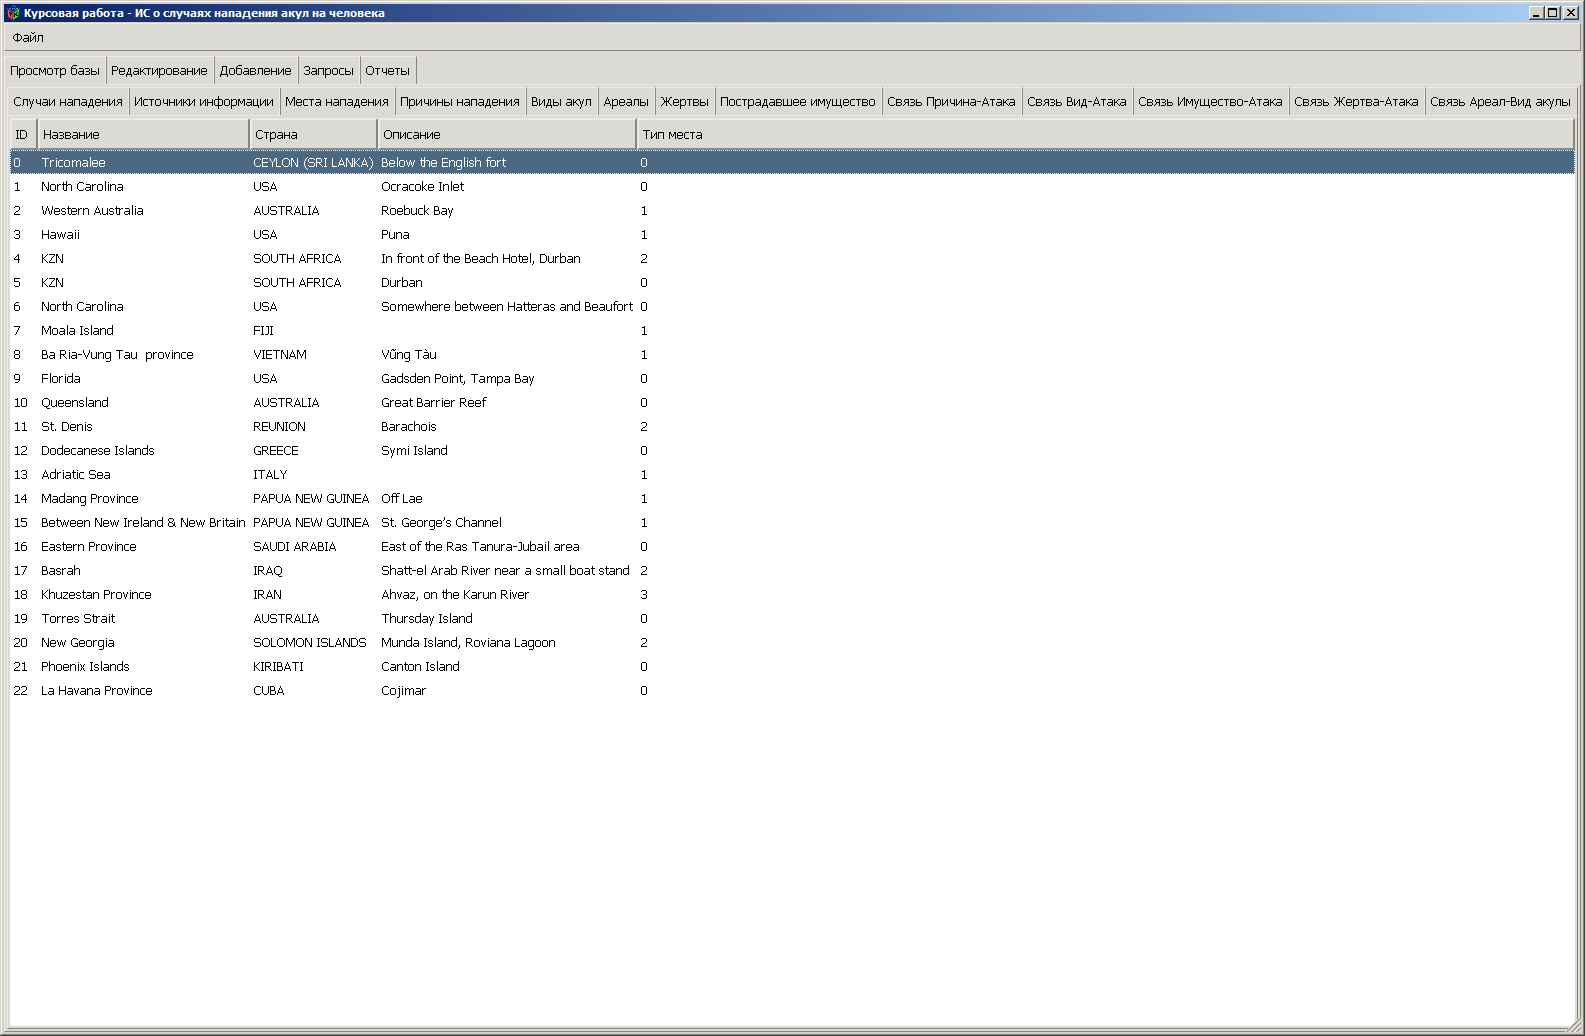 Курсовая работа - ИС о случаях нападения акул на человека
Файл
Просмотр базы Редактирование Добавление Запросы Отчеты
Случаи нападения Источники информации Места нападения Причины нападения Виды акул Ареалы Жертвы Пострадавшее имущество Связь Причина-Атака Связь Вид-Атака Связь Имущество-Атака Связь Жертва-Атака Связь Ареал-Вид акулы
ID Название Страна Описание Тип места
0 Tricomalee CEYLON (SRI LANKA) Below the English fort 0
1 North Carolina USA Ocracoke Inlet 0
2 Western Australia AUSTRALIA Roebuck Bay 1
3 Hawaii USA Puna 1
4 KZN SOUTH AFRICA In front of the Beach Hotel, Durban 2
5 KZN SOUTH AFRICA Durban 0
6 North Carolina USA Somewhere between Hatteras and Beaufort 0
7 Moala Island FIJI 1
8 Ba Ria-Vung Tau  province VIETNAM Vũng Tàu 1
9 Florida USA Gadsden Point, Tampa Bay 0
10 Queensland AUSTRALIA Great Barrier Reef 0
11 St. Denis REUNION Barachois 2
12 Dodecanese Islands GREECE Symi Island 0
13 Adriatic Sea ITALY 1
14 Madang Province PAPUA NEW GUINEA Off Lae 1
15 Between New Ireland & New Britain PAPUA NEW GUINEA St. George's Channel 1
16 Eastern Province SAUDI ARABIA East of the Ras Tanura-Jubail area 0
17 Basrah IRAQ Shatt-el Arab River near a small boat stand 2
18 Khuzestan Province IRAN Ahvaz, on the Karun River 3
19 Torres Strait AUSTRALIA Thursday Island 0
20 New Georgia SOLOMON ISLANDS Munda Island, Roviana Lagoon 2
21 Phoenix Islands KIRIBATI Canton Island 0
22 La Havana Province CUBA Cojimar 0